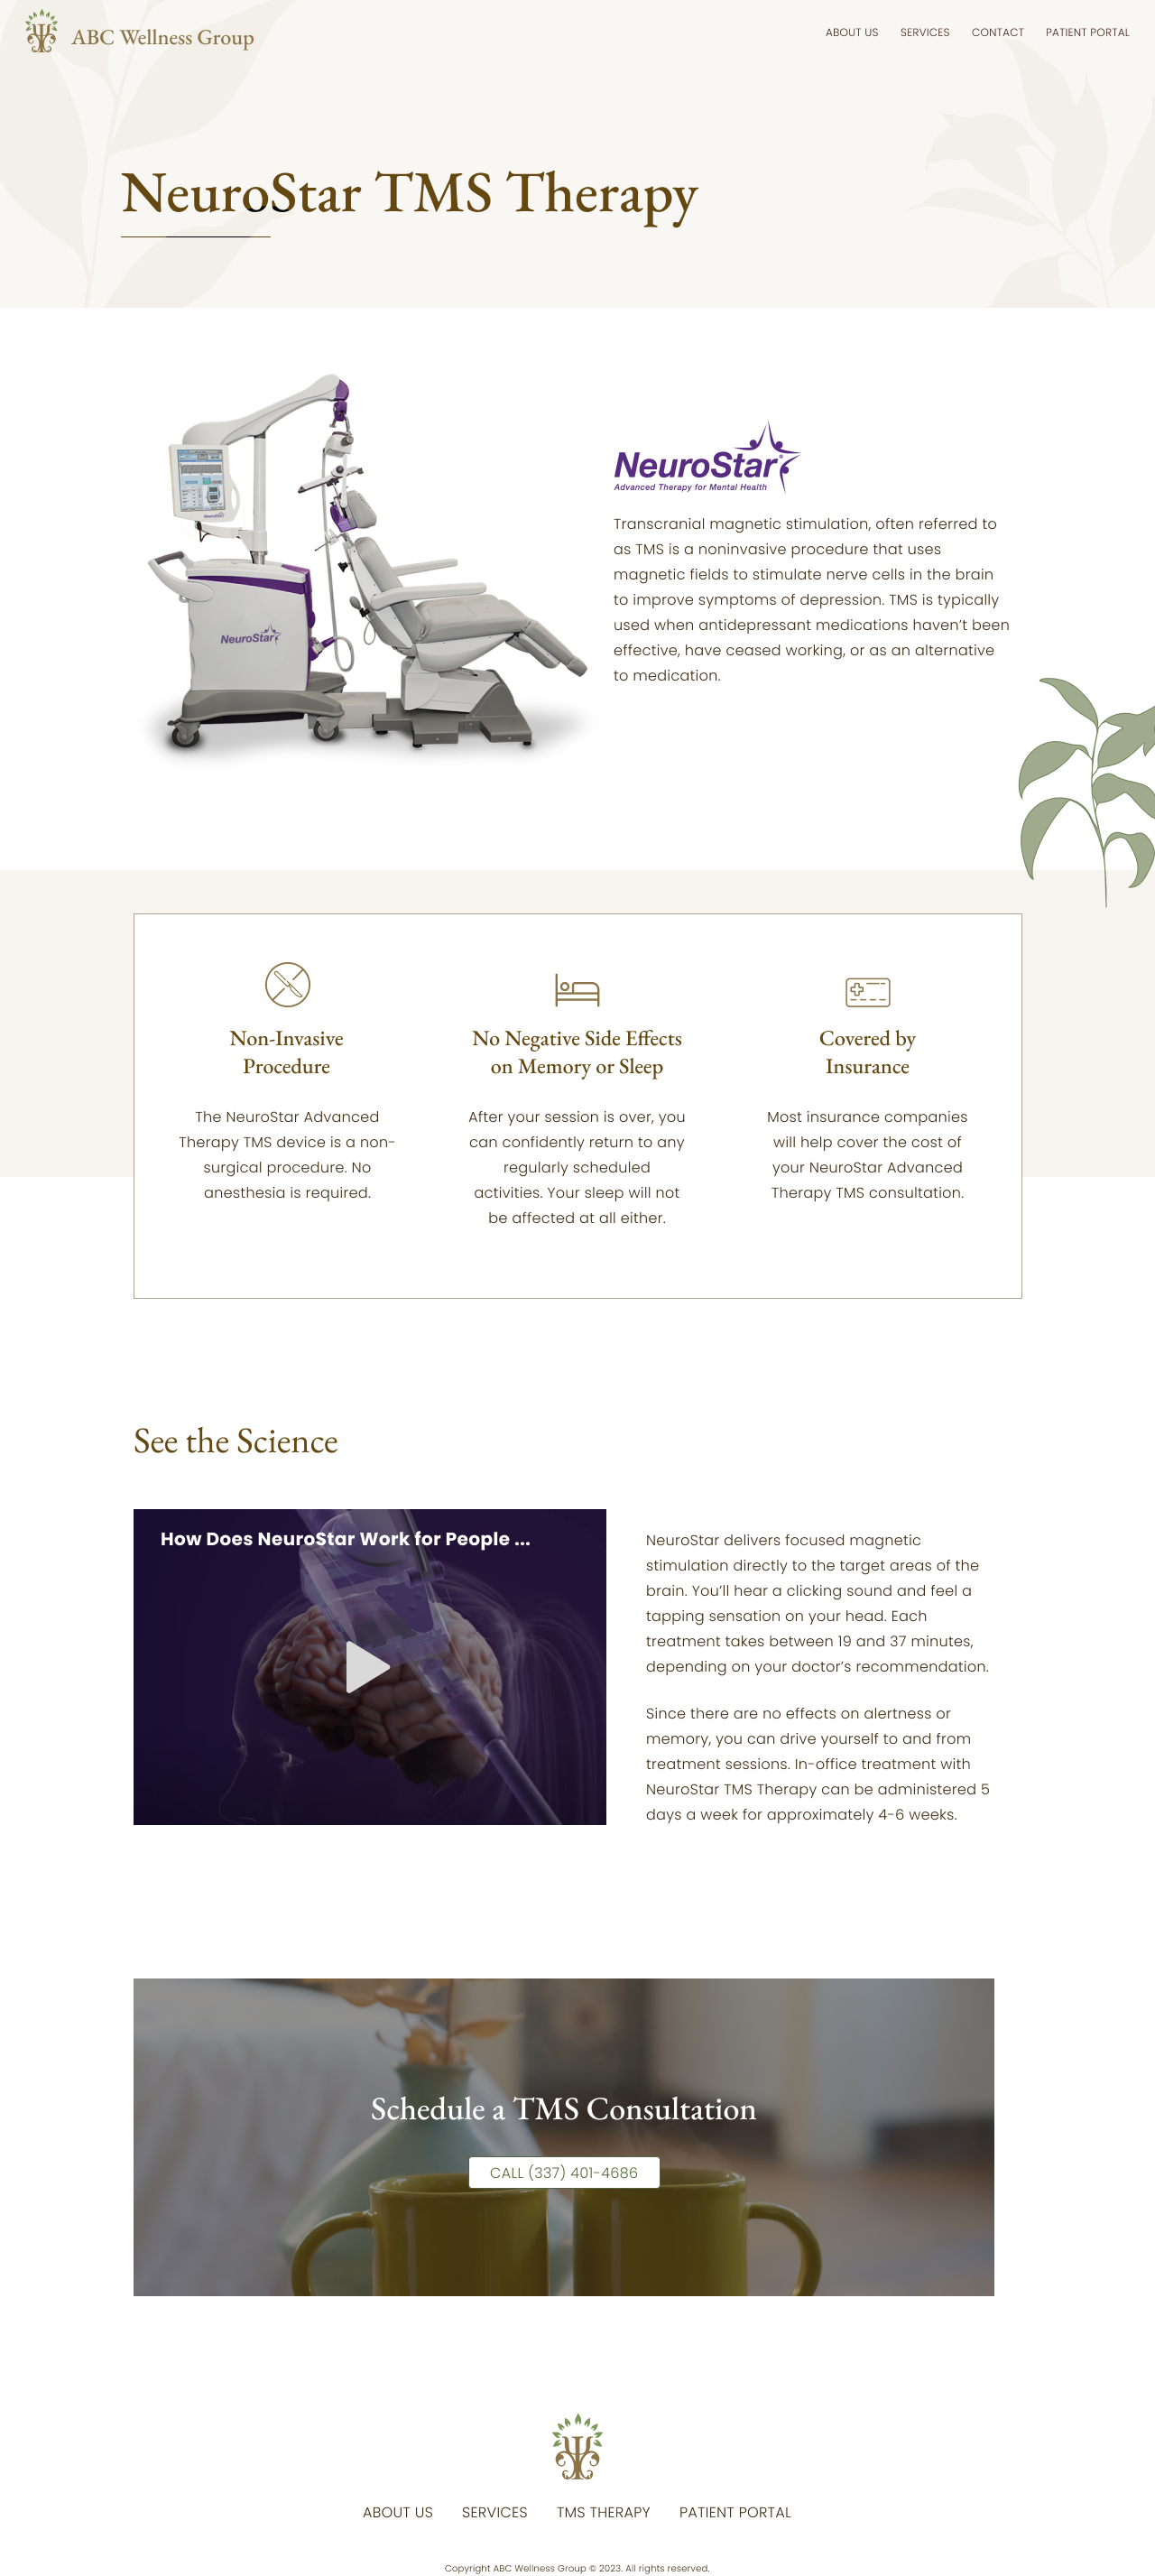 ABC Wellness Group
ABOUT US
SERVICES
CONTACT
PATIENT PORTAL
NeuroStar TMS Therapy
NeuroStar
NeuroStar
Advanced Therapy for Mental Health
Transcranial magnetic stimulation, often referred to
as TMS is a noninvasive procedure that uses
magnetic fields to stimulate nerve cells in the brain
to improve symptoms of depression. TMS is typically
used when antidepressant medications haven’t been
effective, have ceased working, or as an alternative
to medication.
Non-Invasive
Procedure
The NeuroStar Advanced
Therapy TMS device is a non-
surgical procedure. No
anesthesia is required.
No Negative Side Effects
on Memory or Sleep
After your session is over, you
can confidently return to any
regularly scheduled
activities. Your sleep will not
be affected at all either.
Covered by
Insurance
Most insurance companies
will help cover the cost of
your NeuroStar Advanced
Therapy TMS consultation.
See the Science
How Does NeuroStar Work for People ...
NeuroStar delivers focused magnetic
stimulation directly to the target areas of the
brain. You’ll hear a clicking sound and feel a
tapping sensation on your head. Each
treatment takes between 19 and 37 minutes,
depending on your doctor’s recommendation.
Since there are no effects on alertness or
memory, you can drive yourself to and from
treatment sessions. In-office treatment with
NeuroStar TMS Therapy can be administered 5
days a week for approximately 4-6 weeks.
Schedule a TMS Consultation
CALL (337) 401-4686
ABOUT US
SERVICES
TMS THERAPY
PATIENT PORTAL
Copyright ABC Wellness Group © 2023. All rights reserved.